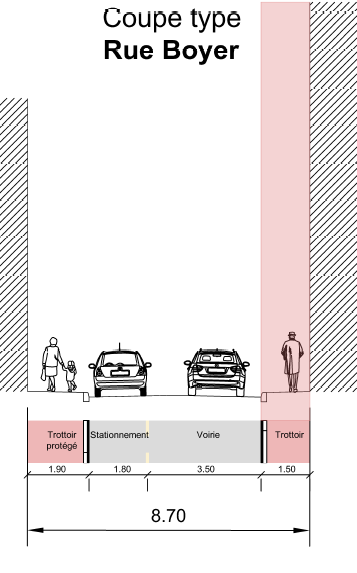 Coupe type
Rue Boyer
Trottoir
protégé
Stationnement
Voirie
Trottoir
1.90
1.80
3.50
1.50
8.70